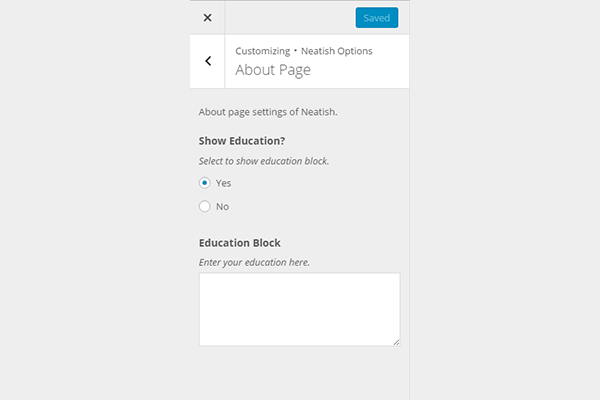 Saved
Customizing • Neatish Options
About Page
About page settings of Neatish.
Show Education?
Select to show education block.
Yes
No
Education Block
Enter your education here.